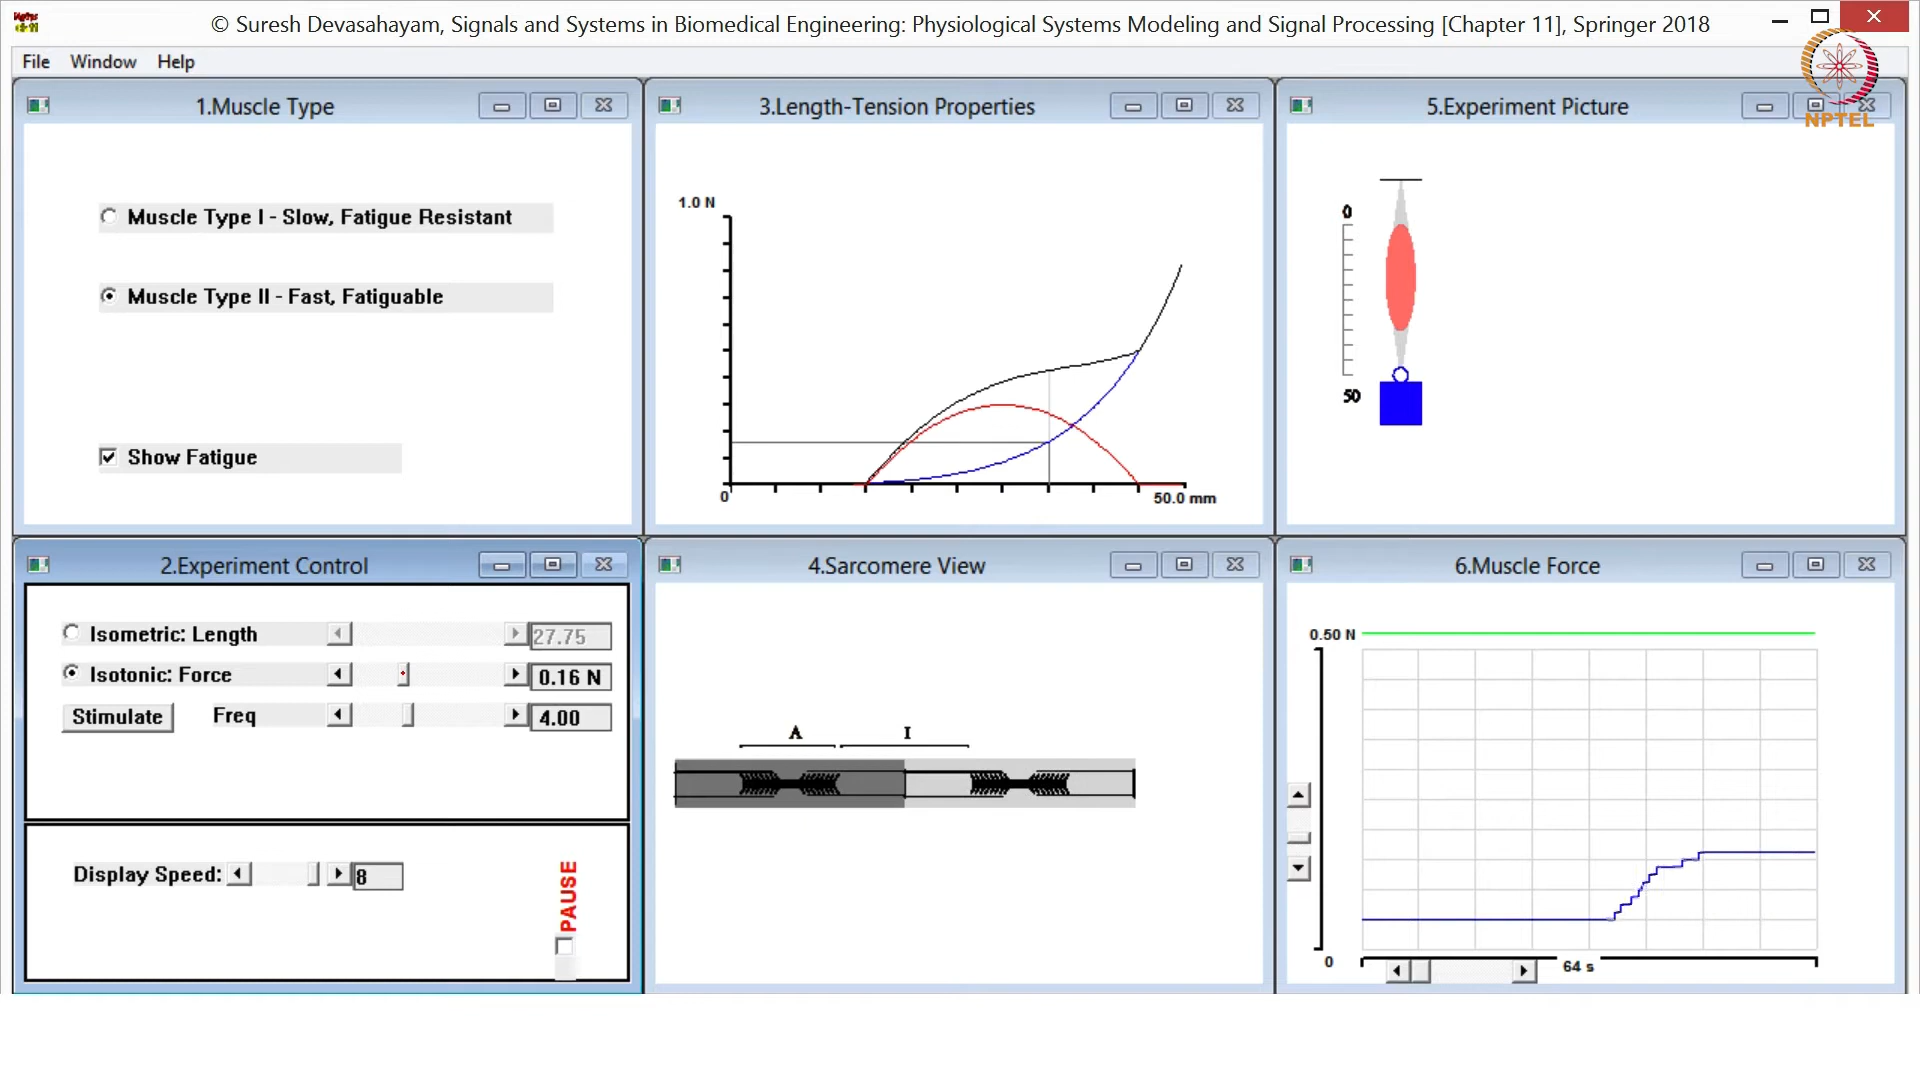 © Suresh Devasahayam, Signals and Systems in Biomedical Engineering: Physiological Systems Modeling and Signal Processing [Chapter 11], Springer 2018
File Window Help
NPTEL
1.Muscle Type
Muscle Type I - Slow, Fatigue Resistant
Muscle Type II - Fast, Fatiguable
Show Fatigue
3.Length-Tension Properties
1.0 N
0
50.0 mm
5.Experiment Picture
0
50
2.Experiment Control
Isometric: Length 27.75
Isotonic: Force 0.16 N
Stimulate Freq 4.00
Display Speed: 8
PAUSE
4.Sarcomere View
A I
6.Muscle Force
0.50 N
0
64 s